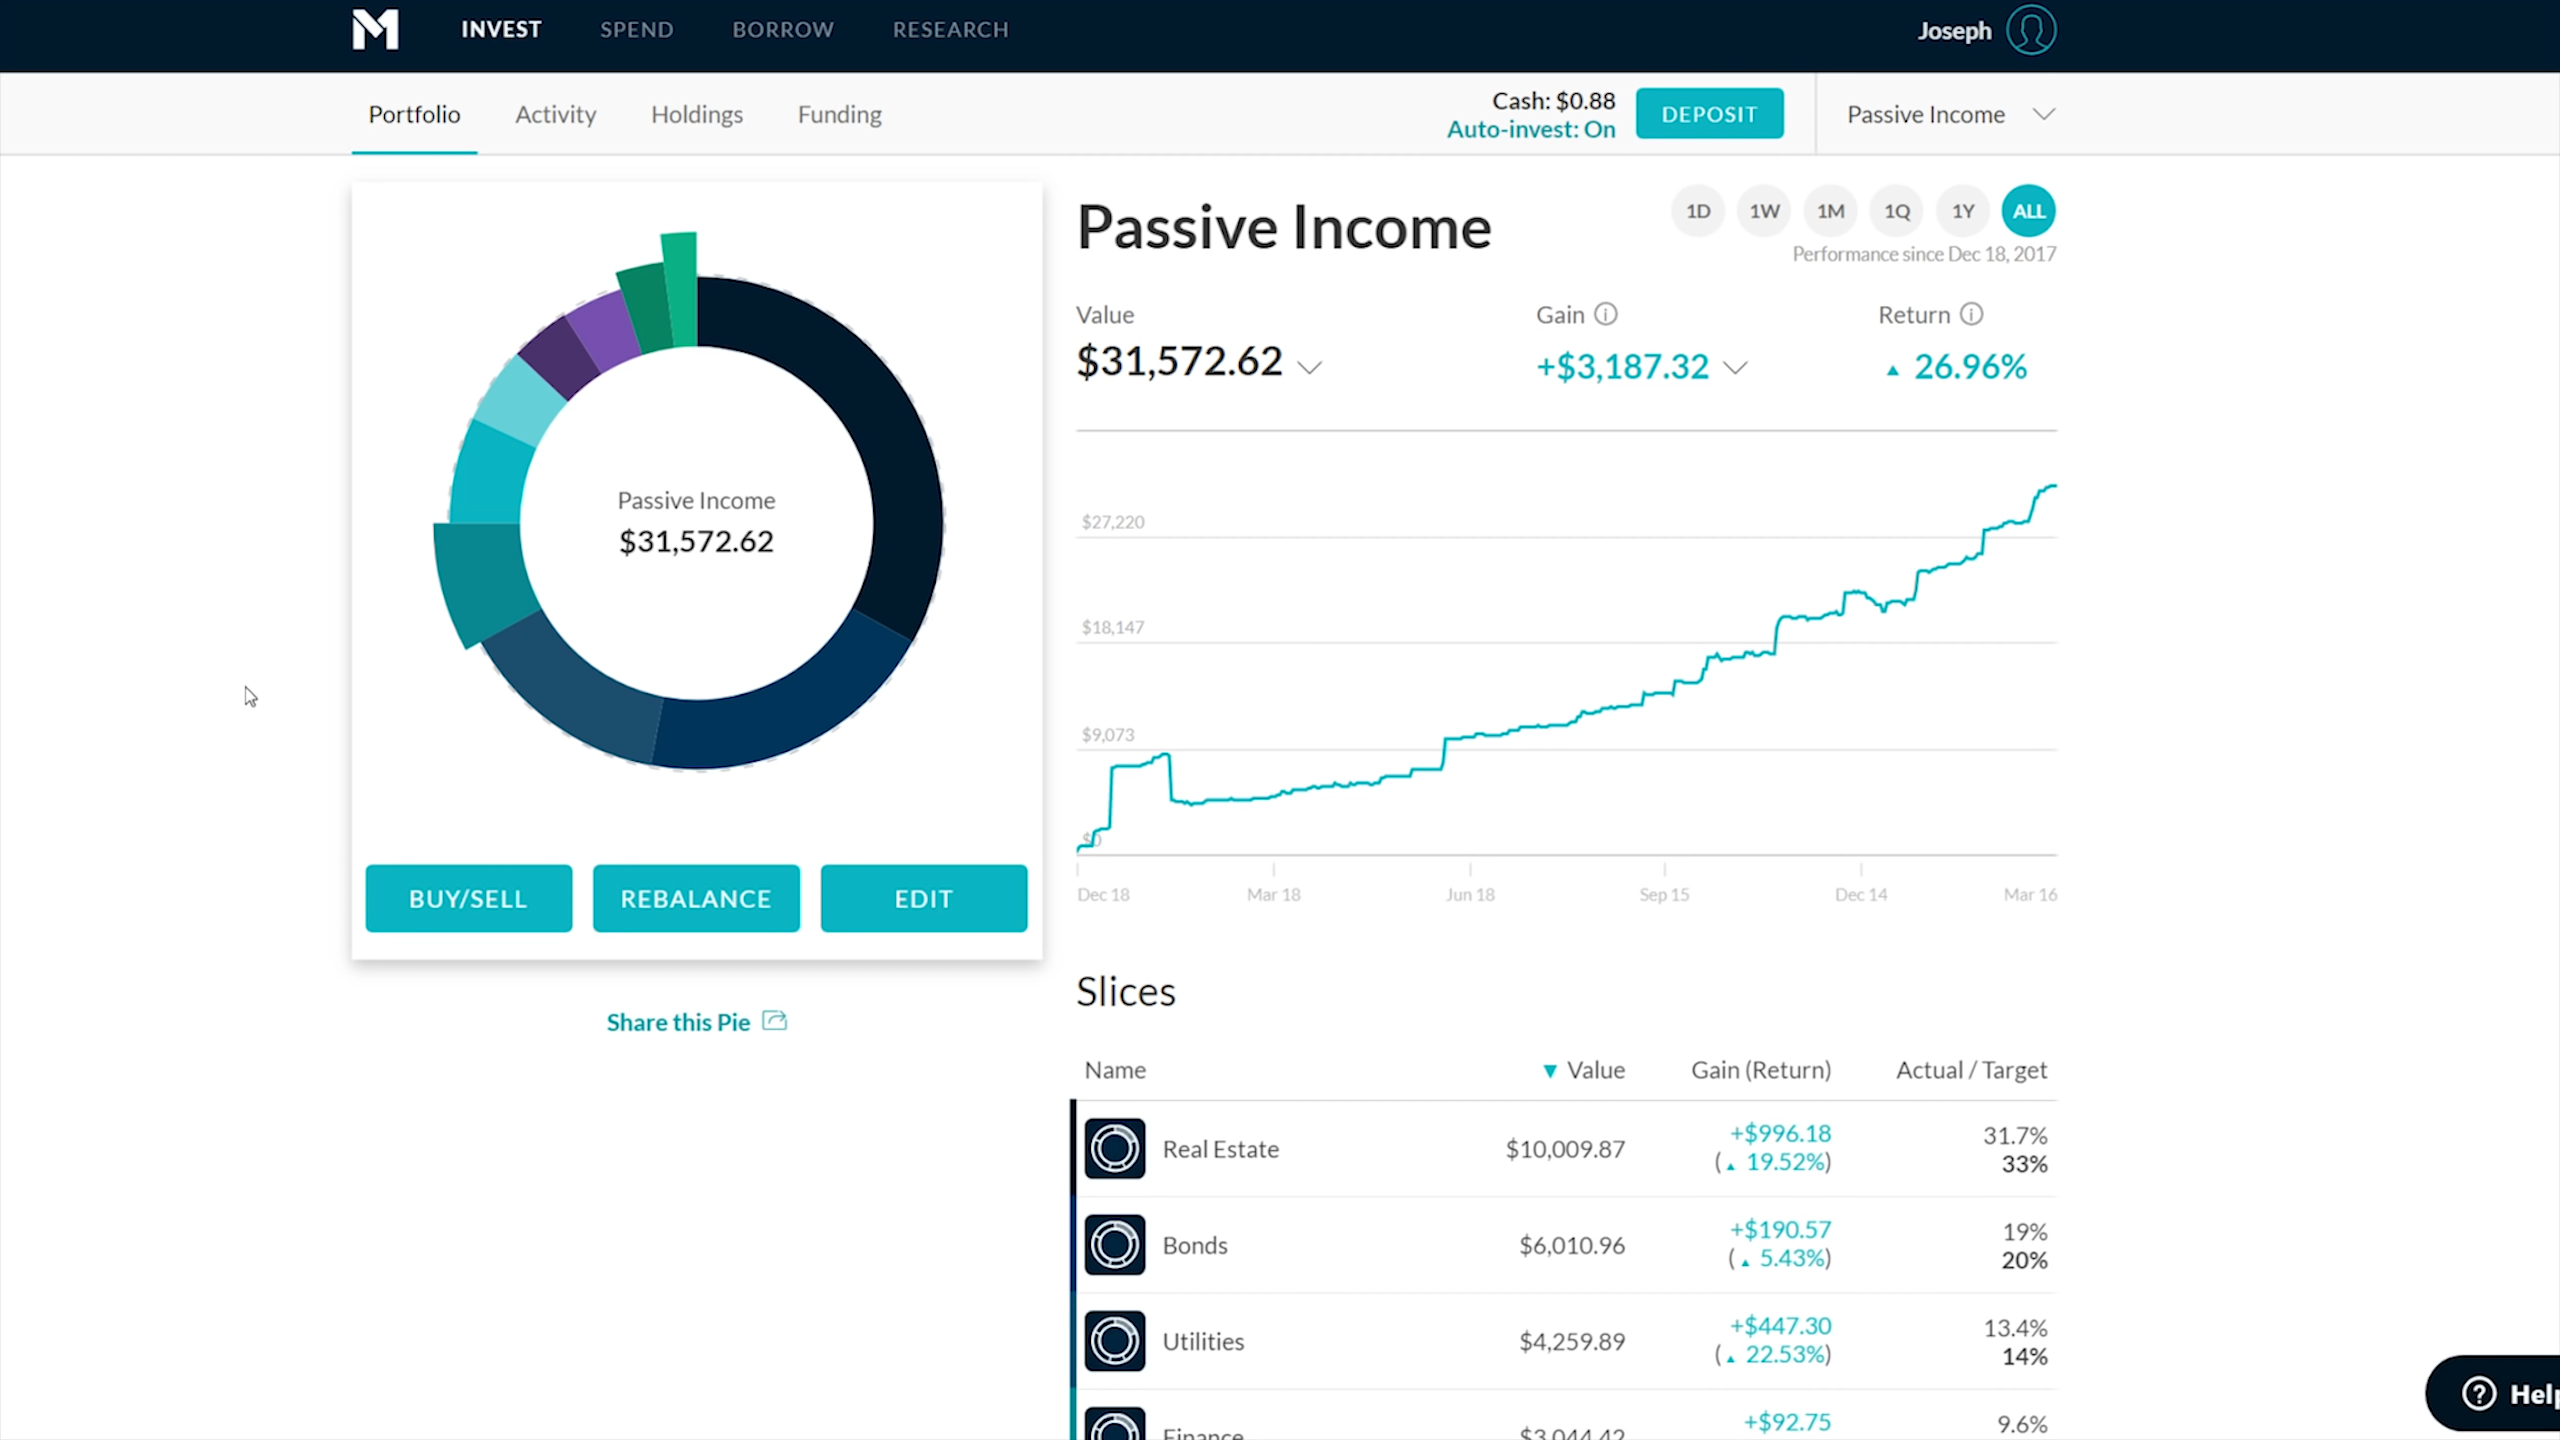 INVEST SPEND BORROW RESEARCH Joseph
Portfolio Activity Holdings Funding Cash: $0.88 DEPOSIT Passive Income
Auto-invest: On
Passive Income
$31,572.62
BUY/SELL REBALANCE EDIT
Share this Pie
Passive Income 1D 1W 1M 1Q 1Y ALL
Performance since Dec 18, 2017
Value Gain Return
$31,572.62 +$3,187.32 ▲ 26.96%
$27,220
$18,147
$9,073
$0
Dec 18 Mar 18 Jun 18 Sep 15 Dec 14 Mar 16
Slices
Name ▼ Value Gain (Return) Actual / Target
Real Estate $10,009.87 +$996.18 31.7%
(▲ 19.52%) 33%
Bonds $6,010.96 +$190.57 19%
(▲ 5.43%) 20%
Utilities $4,259.89 +$447.30 13.4%
(▲ 22.53%) 14%
Finance $3,044.42 +$92.75 9.6%
? Help